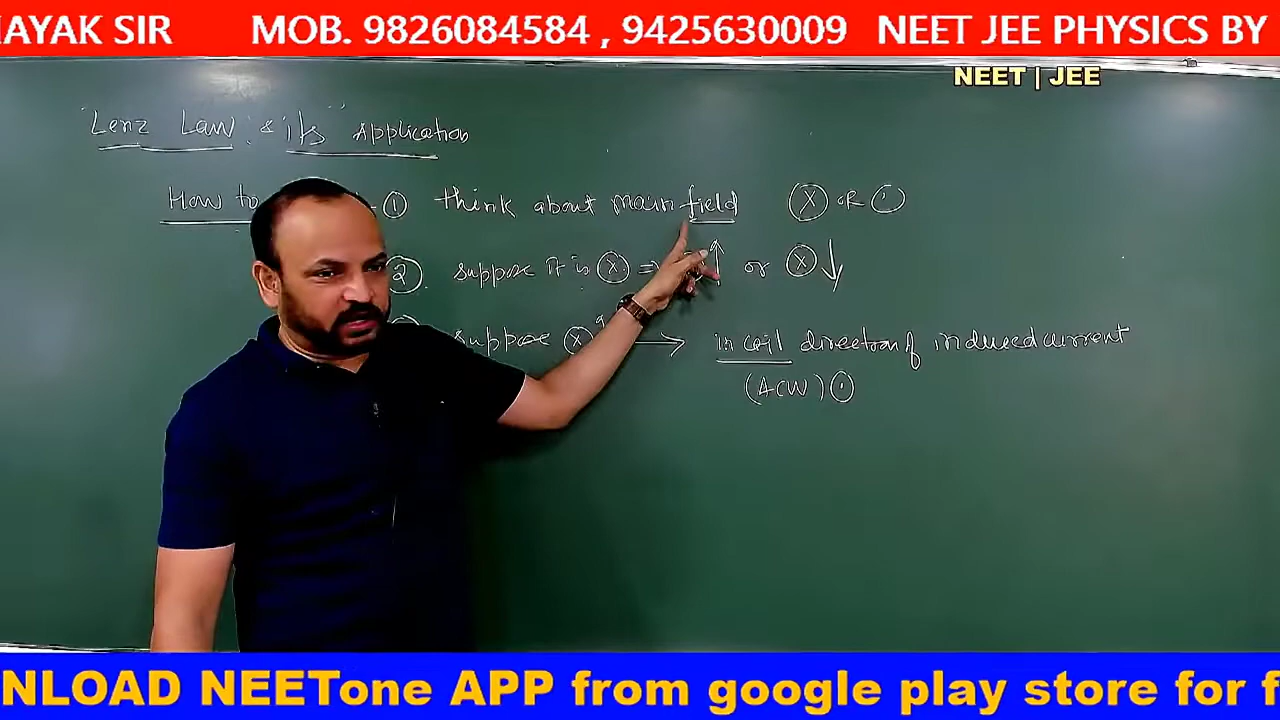 AYAK SIR MOB. 9826084584 , 9425630009 NEET JEE PHYSICS BY
NEET | JEE
"Lenz Law & its Application"
How to ① think about main field ⓧ OR ⊙
② suppose it is ⓧ ⇒ ↑ or ⓧ↓
suppose ⓧ↑ → in coil direction of induced current
(ACW) ⊙
NLOAD NEETone APP from google play store for f